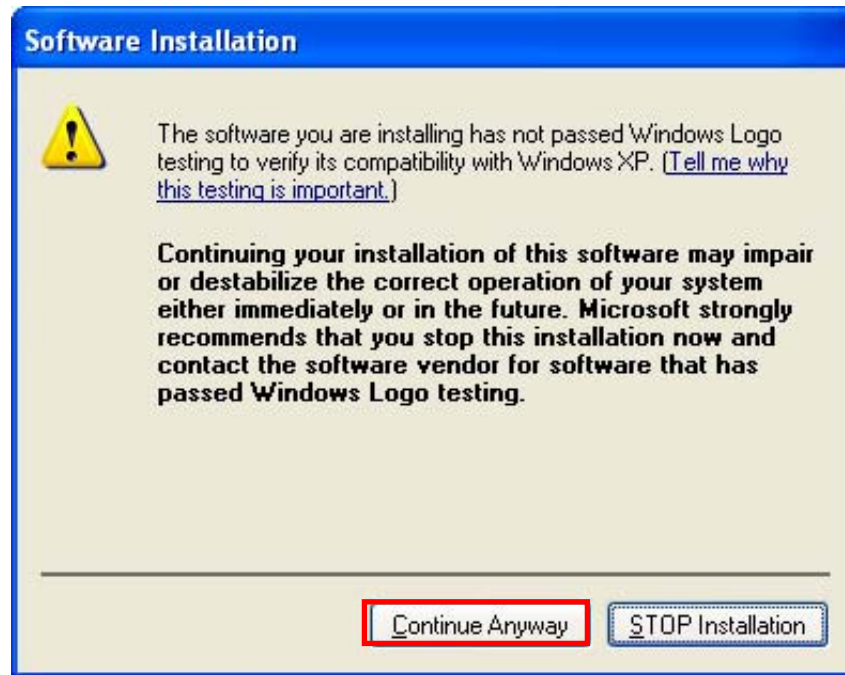 Software Installation
The software you are installing has not passed Windows Logo
testing to verify its compatibility with Windows XP. (Tell me why
this testing is important.)
Continuing your installation of this software may impair
or destabilize the correct operation of your system
either immediately or in the future. Microsoft strongly
recommends that you stop this installation now and
contact the software vendor for software that has
passed Windows Logo testing.
Continue Anyway
STOP Installation